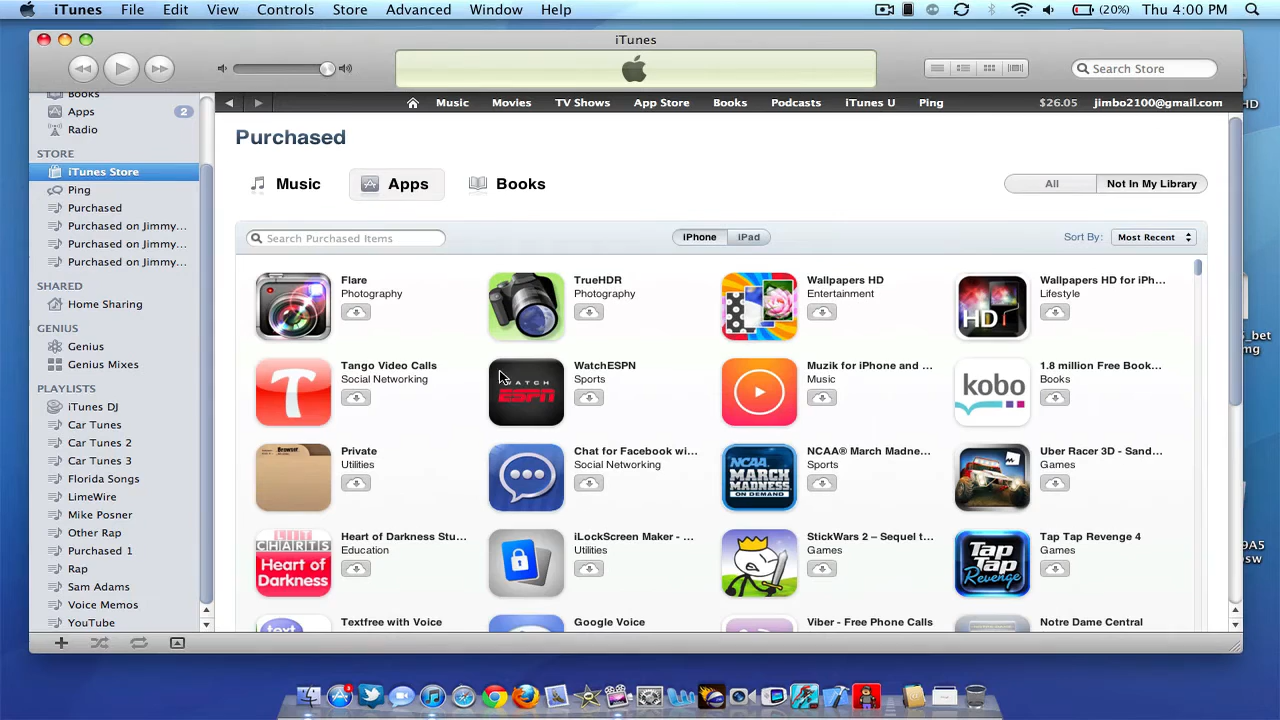 iTunes File Edit View Controls Store Advanced Window Help (20%) Thu 4:00 PM
iTunes
Search Store
Music Movies TV Shows App Store Books Podcasts iTunes U Ping $26.05 jimbo2100@gmail.com
Books
Apps 2
Radio
STORE
iTunes Store
Ping
Purchased
Purchased on Jimmy...
Purchased on Jimmy...
Purchased on Jimmy...
SHARED
Home Sharing
GENIUS
Genius
Genius Mixes
PLAYLISTS
iTunes DJ
Car Tunes
Car Tunes 2
Car Tunes 3
Florida Songs
LimeWire
Mike Posner
Other Rap
Purchased 1
Rap
Sam Adams
Voice Memos
YouTube
Purchased
Music Apps Books
All Not In My Library
Search Purchased Items
iPhone iPad
Sort By: Most Recent
Flare
Photography
TrueHDR
Photography
Wallpapers HD
Entertainment
HD
Wallpapers HD for iPh...
Lifestyle
T
Tango Video Calls
Social Networking
WATCH
ESPN
WatchESPN
Sports
Muzik for iPhone and ...
Music
kobo
1.8 million Free Book...
Books
Browser
Private
Utilities
Chat for Facebook wi...
Social Networking
NCAA
MARCH
MADNESS
ON DEMAND
NCAA® March Madne...
Sports
Uber Racer 3D - Sand...
Games
LIT
CHARTS
Heart of
Darkness
Heart of Darkness Stu...
Education
iLockScreen Maker - ...
Utilities
StickWars 2 – Sequel t...
Games
TAP
TAP
REVENGE
Tap Tap Revenge 4
Games
text
Textfree with Voice
Google Voice
Viber - Free Phone Calls
Notre Dame Central
HD
_bet
mg
9A5
sw